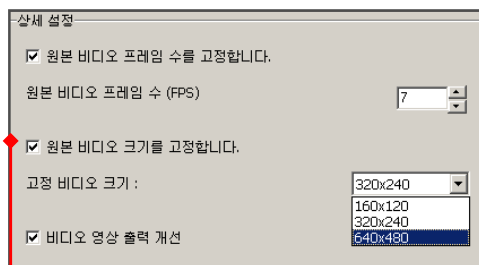 상세 설정
원본 비디오 프레임 수를 고정합니다.
원본 비디오 프레임 수 (FPS) 7
원본 비디오 크기를 고정합니다.
고정 비디오 크기 : 320x240
160x120
320x240
비디오 영상 출력 개선 640x480